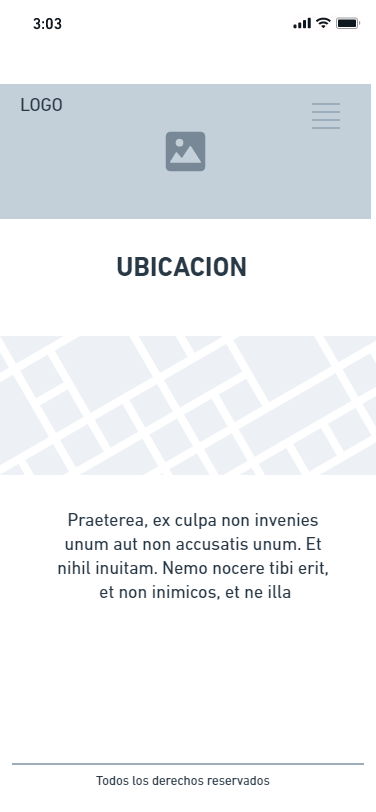 3:03
LOGO
UBICACION
Praeterea, ex culpa non invenies
unum aut non accusatis unum. Et
nihil inuitam. Nemo nocere tibi erit,
et non inimicos, et ne illa
Todos los derechos reservados